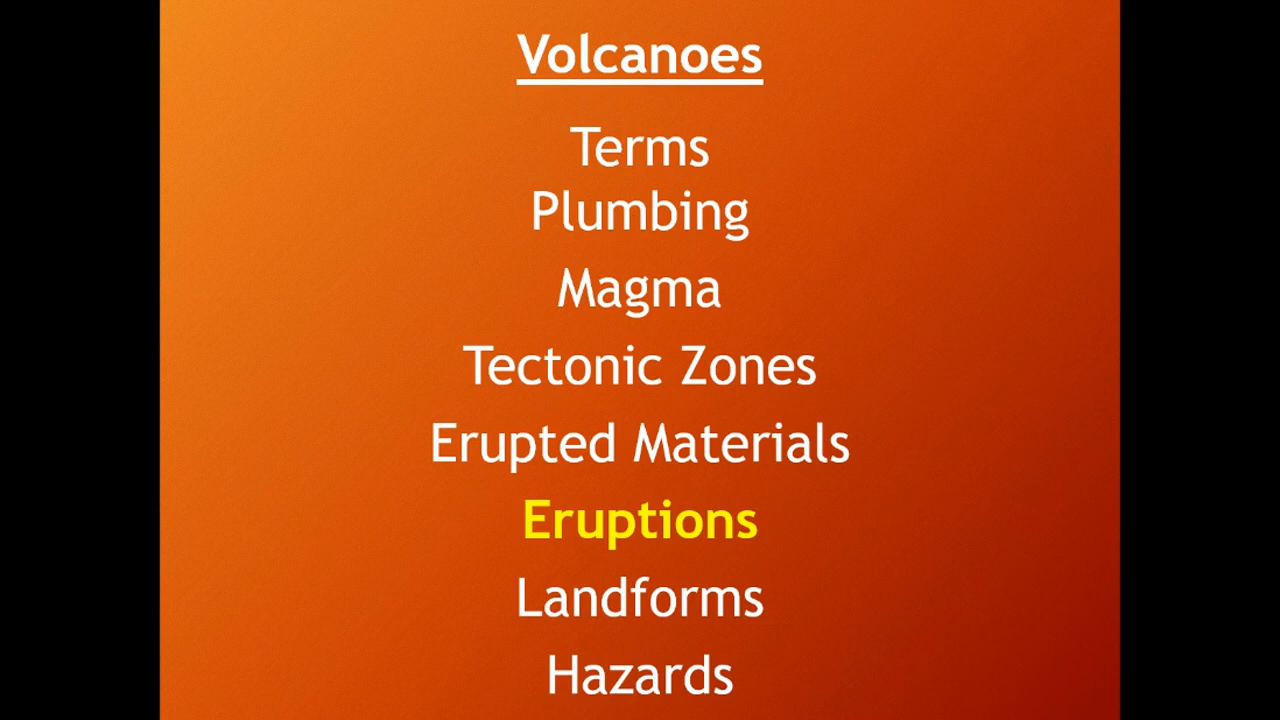 Volcanoes
Terms
Plumbing
Magma
Tectonic Zones
Erupted Materials
Eruptions
Landforms
Hazards